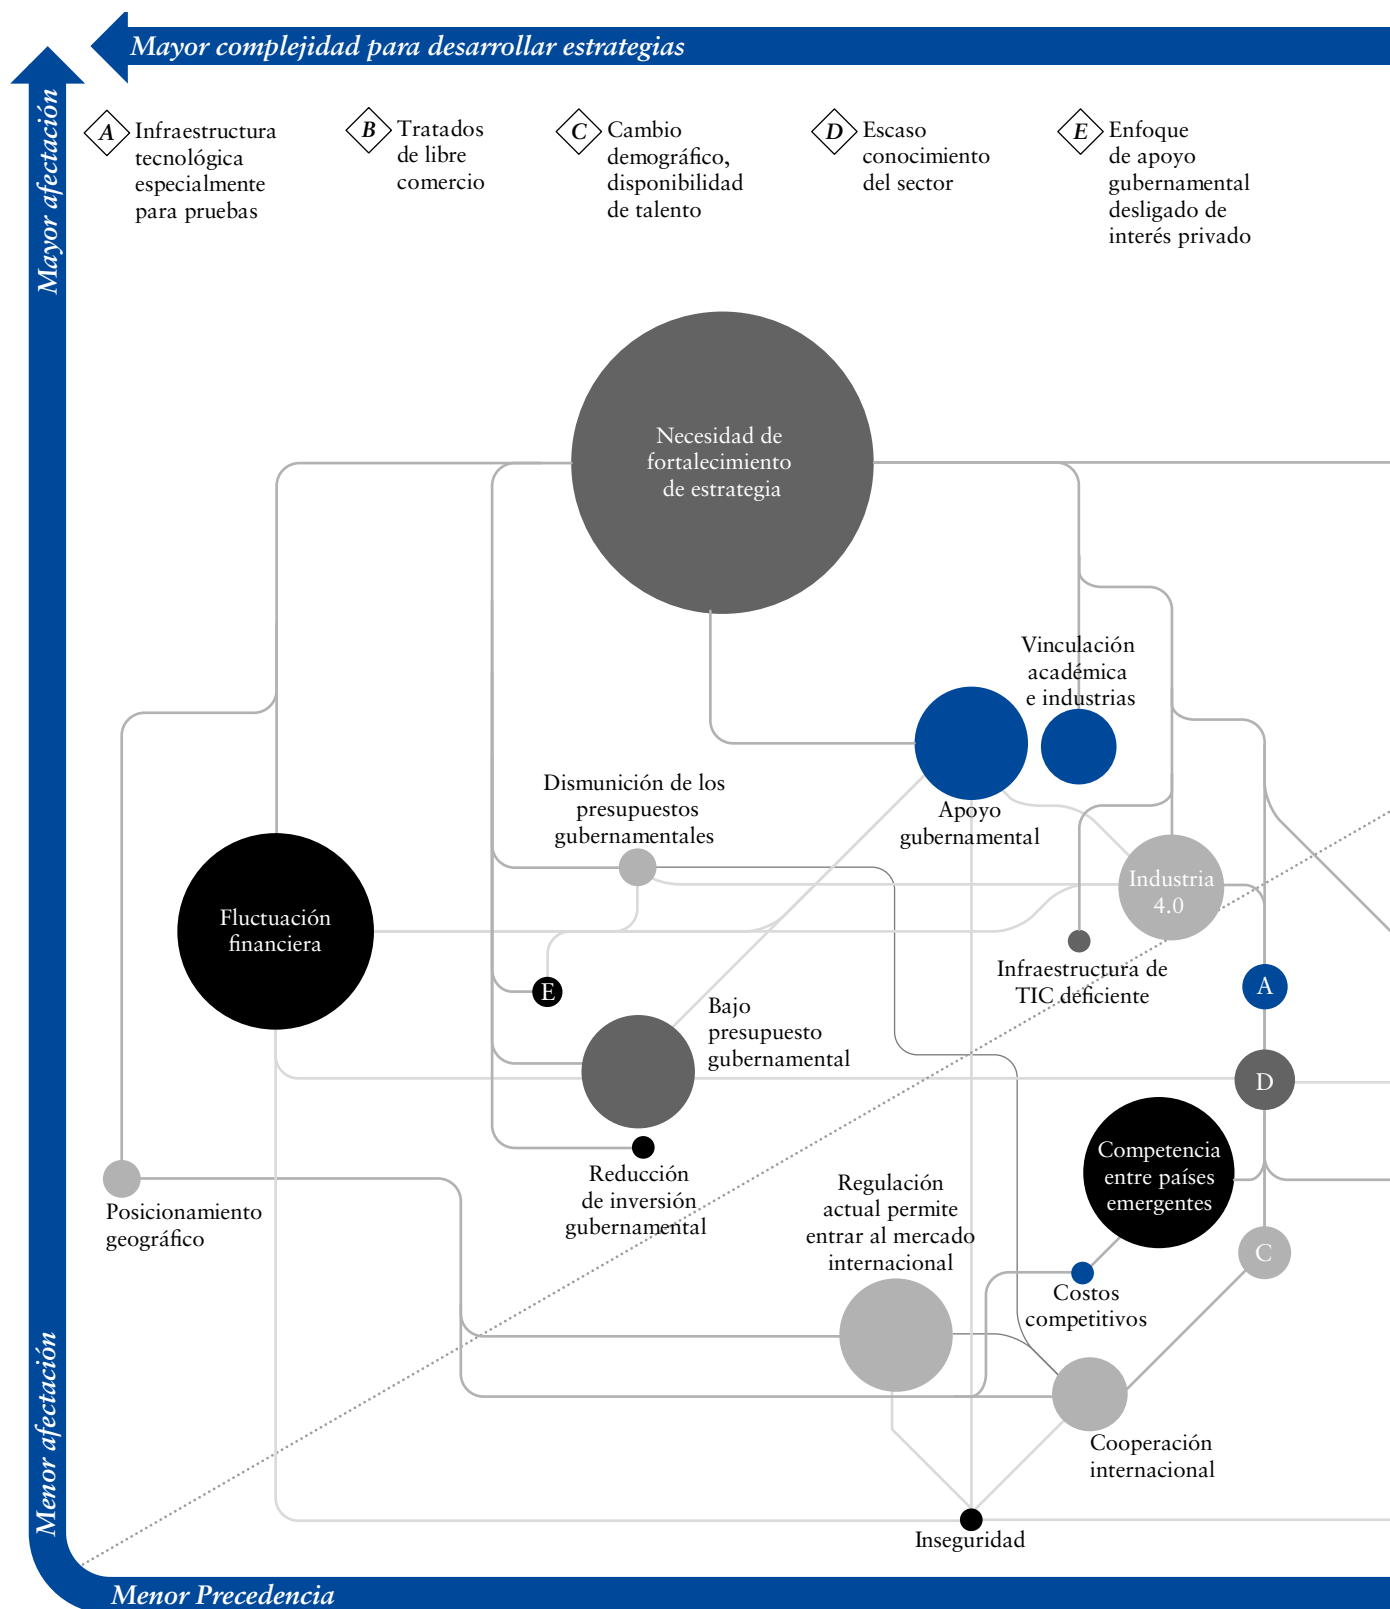 Mayor complejidad para desarrollar estrategias
Mayor afectación
A
Infraestructura
tecnológica
especialmente
para pruebas
B
Tratados
de libre
comercio
C
Cambio
demográfico,
disponibilidad
de talento
D
Escaso
conocimiento
del sector
E
Enfoque
de apoyo
gubernamental
desligado de
interés privado
Necesidad de
fortalecimiento
de estrategia
Vinculación
académica
e industrias
Dismunición de los
presupuestos
gubernamentales
Apoyo
gubernamental
Industria
4.0
Fluctuación
financiera
Infraestructura de
TIC deficiente
E
A
Bajo
presupuesto
gubernamental
D
Competencia
entre países
emergentes
Reducción
de inversión
gubernamental
Regulación
actual permite
entrar al mercado
internacional
Posicionamiento
geográfico
C
Costos
competitivos
Cooperación
internacional
Inseguridad
Menor afectación
Menor Precedencia